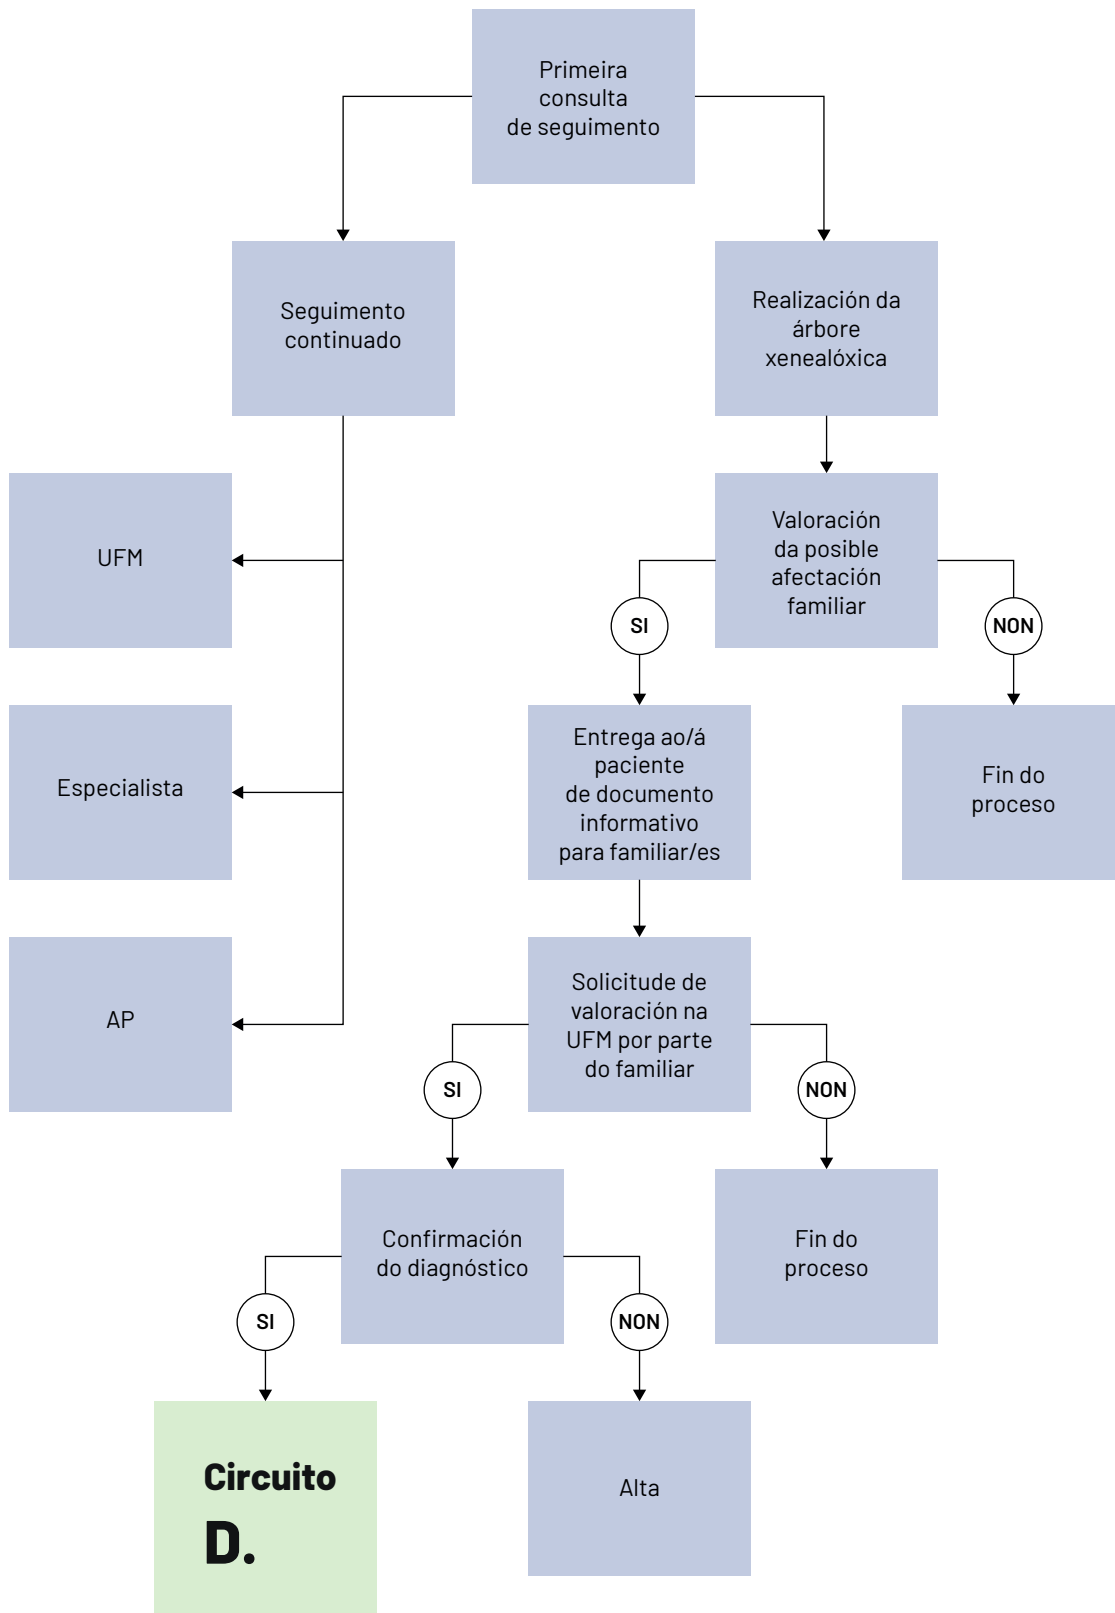 Primeira
consulta
de seguimento
Seguimento
continuado
Realización da
árbore
xenealóxica
UFM
Valoración
da posible
afectación
familiar
SI
NON
Especialista
Entrega ao/á
paciente
de documento
informativo
para familiar/es
Fin do
proceso
AP
Solicitude de
valoración na
UFM por parte
do familiar
SI
NON
Confirmación
do diagnóstico
Fin do
proceso
SI
NON
Circuito
D.
Alta